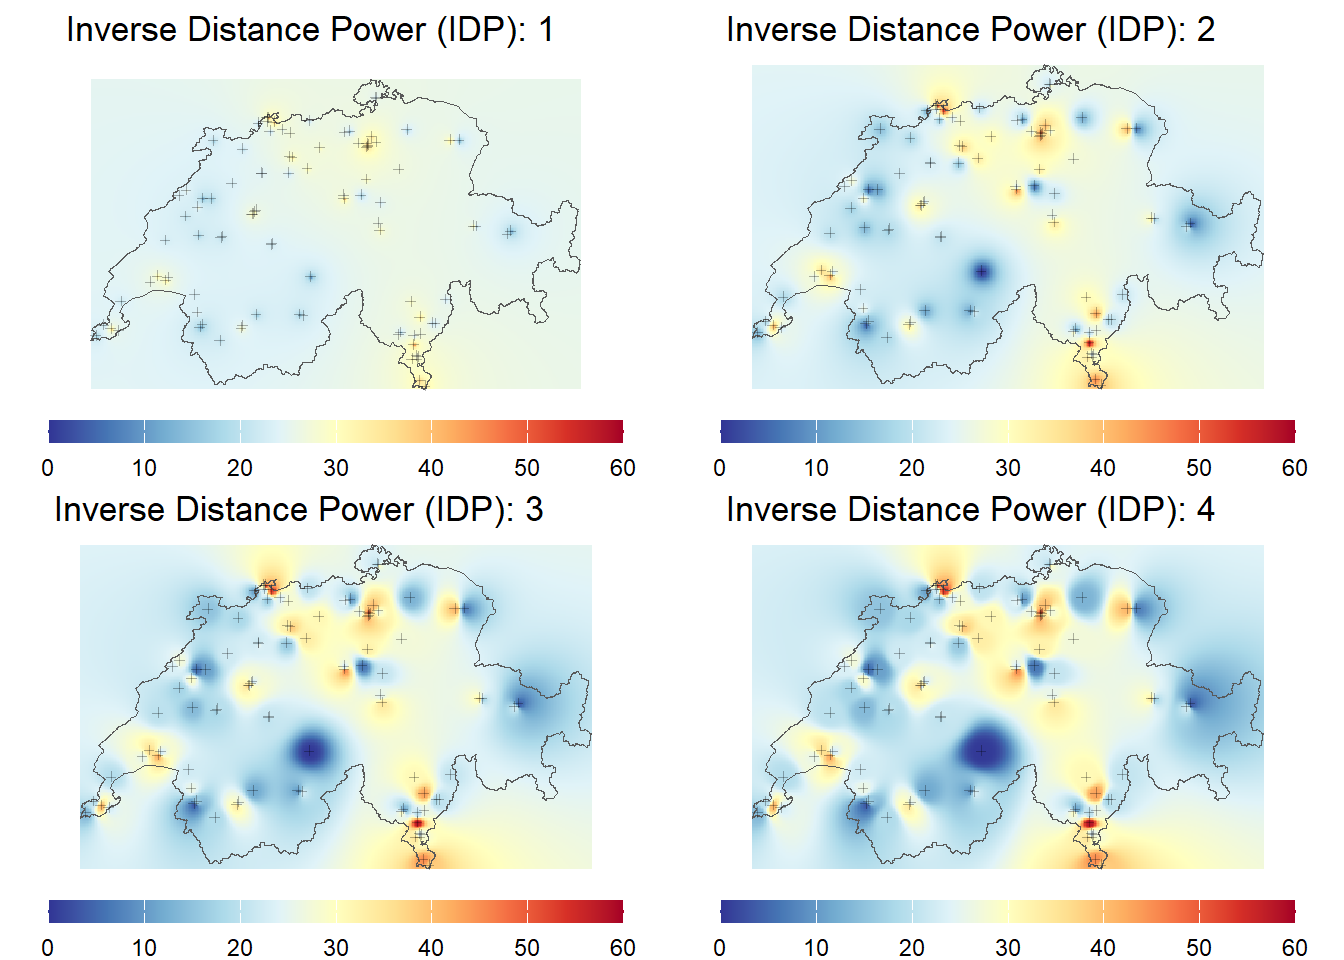 Inverse Distance Power (IDP): 1
Inverse Distance Power (IDP): 2
0 10 20 30 40 50 60
0 10 20 30 40 50 60
Inverse Distance Power (IDP): 3
Inverse Distance Power (IDP): 4
0 10 20 30 40 50 60
0 10 20 30 40 50 60